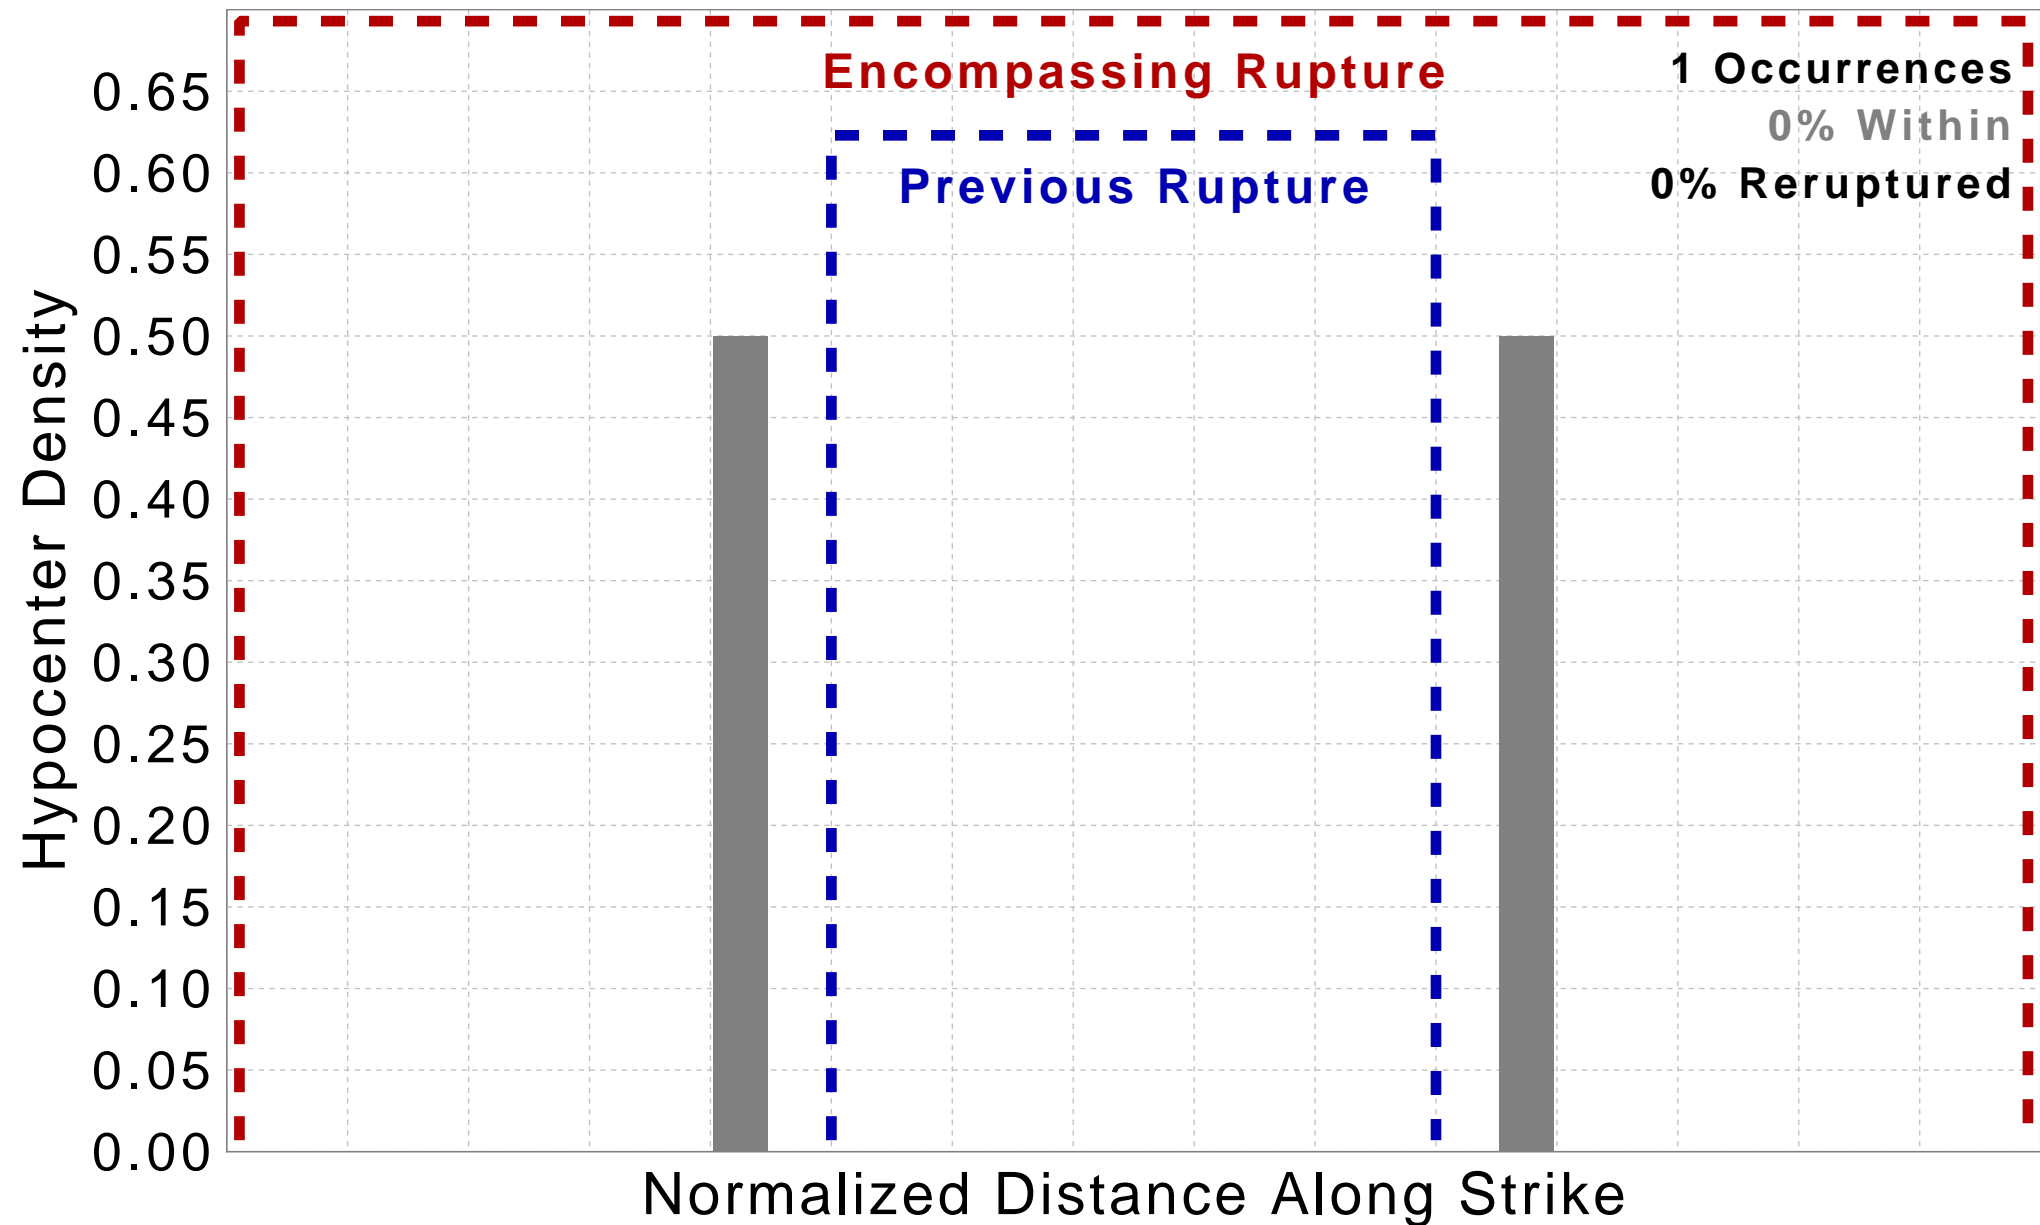 Encompassing Rupture
1 Occurrences
0% Within
Previous Rupture
0% Reruptured
Hypocenter Density
0.65
0.60
0.55
0.50
0.45
0.40
0.35
0.30
0.25
0.20
0.15
0.10
0.05
0.00
Normalized Distance Along Strike